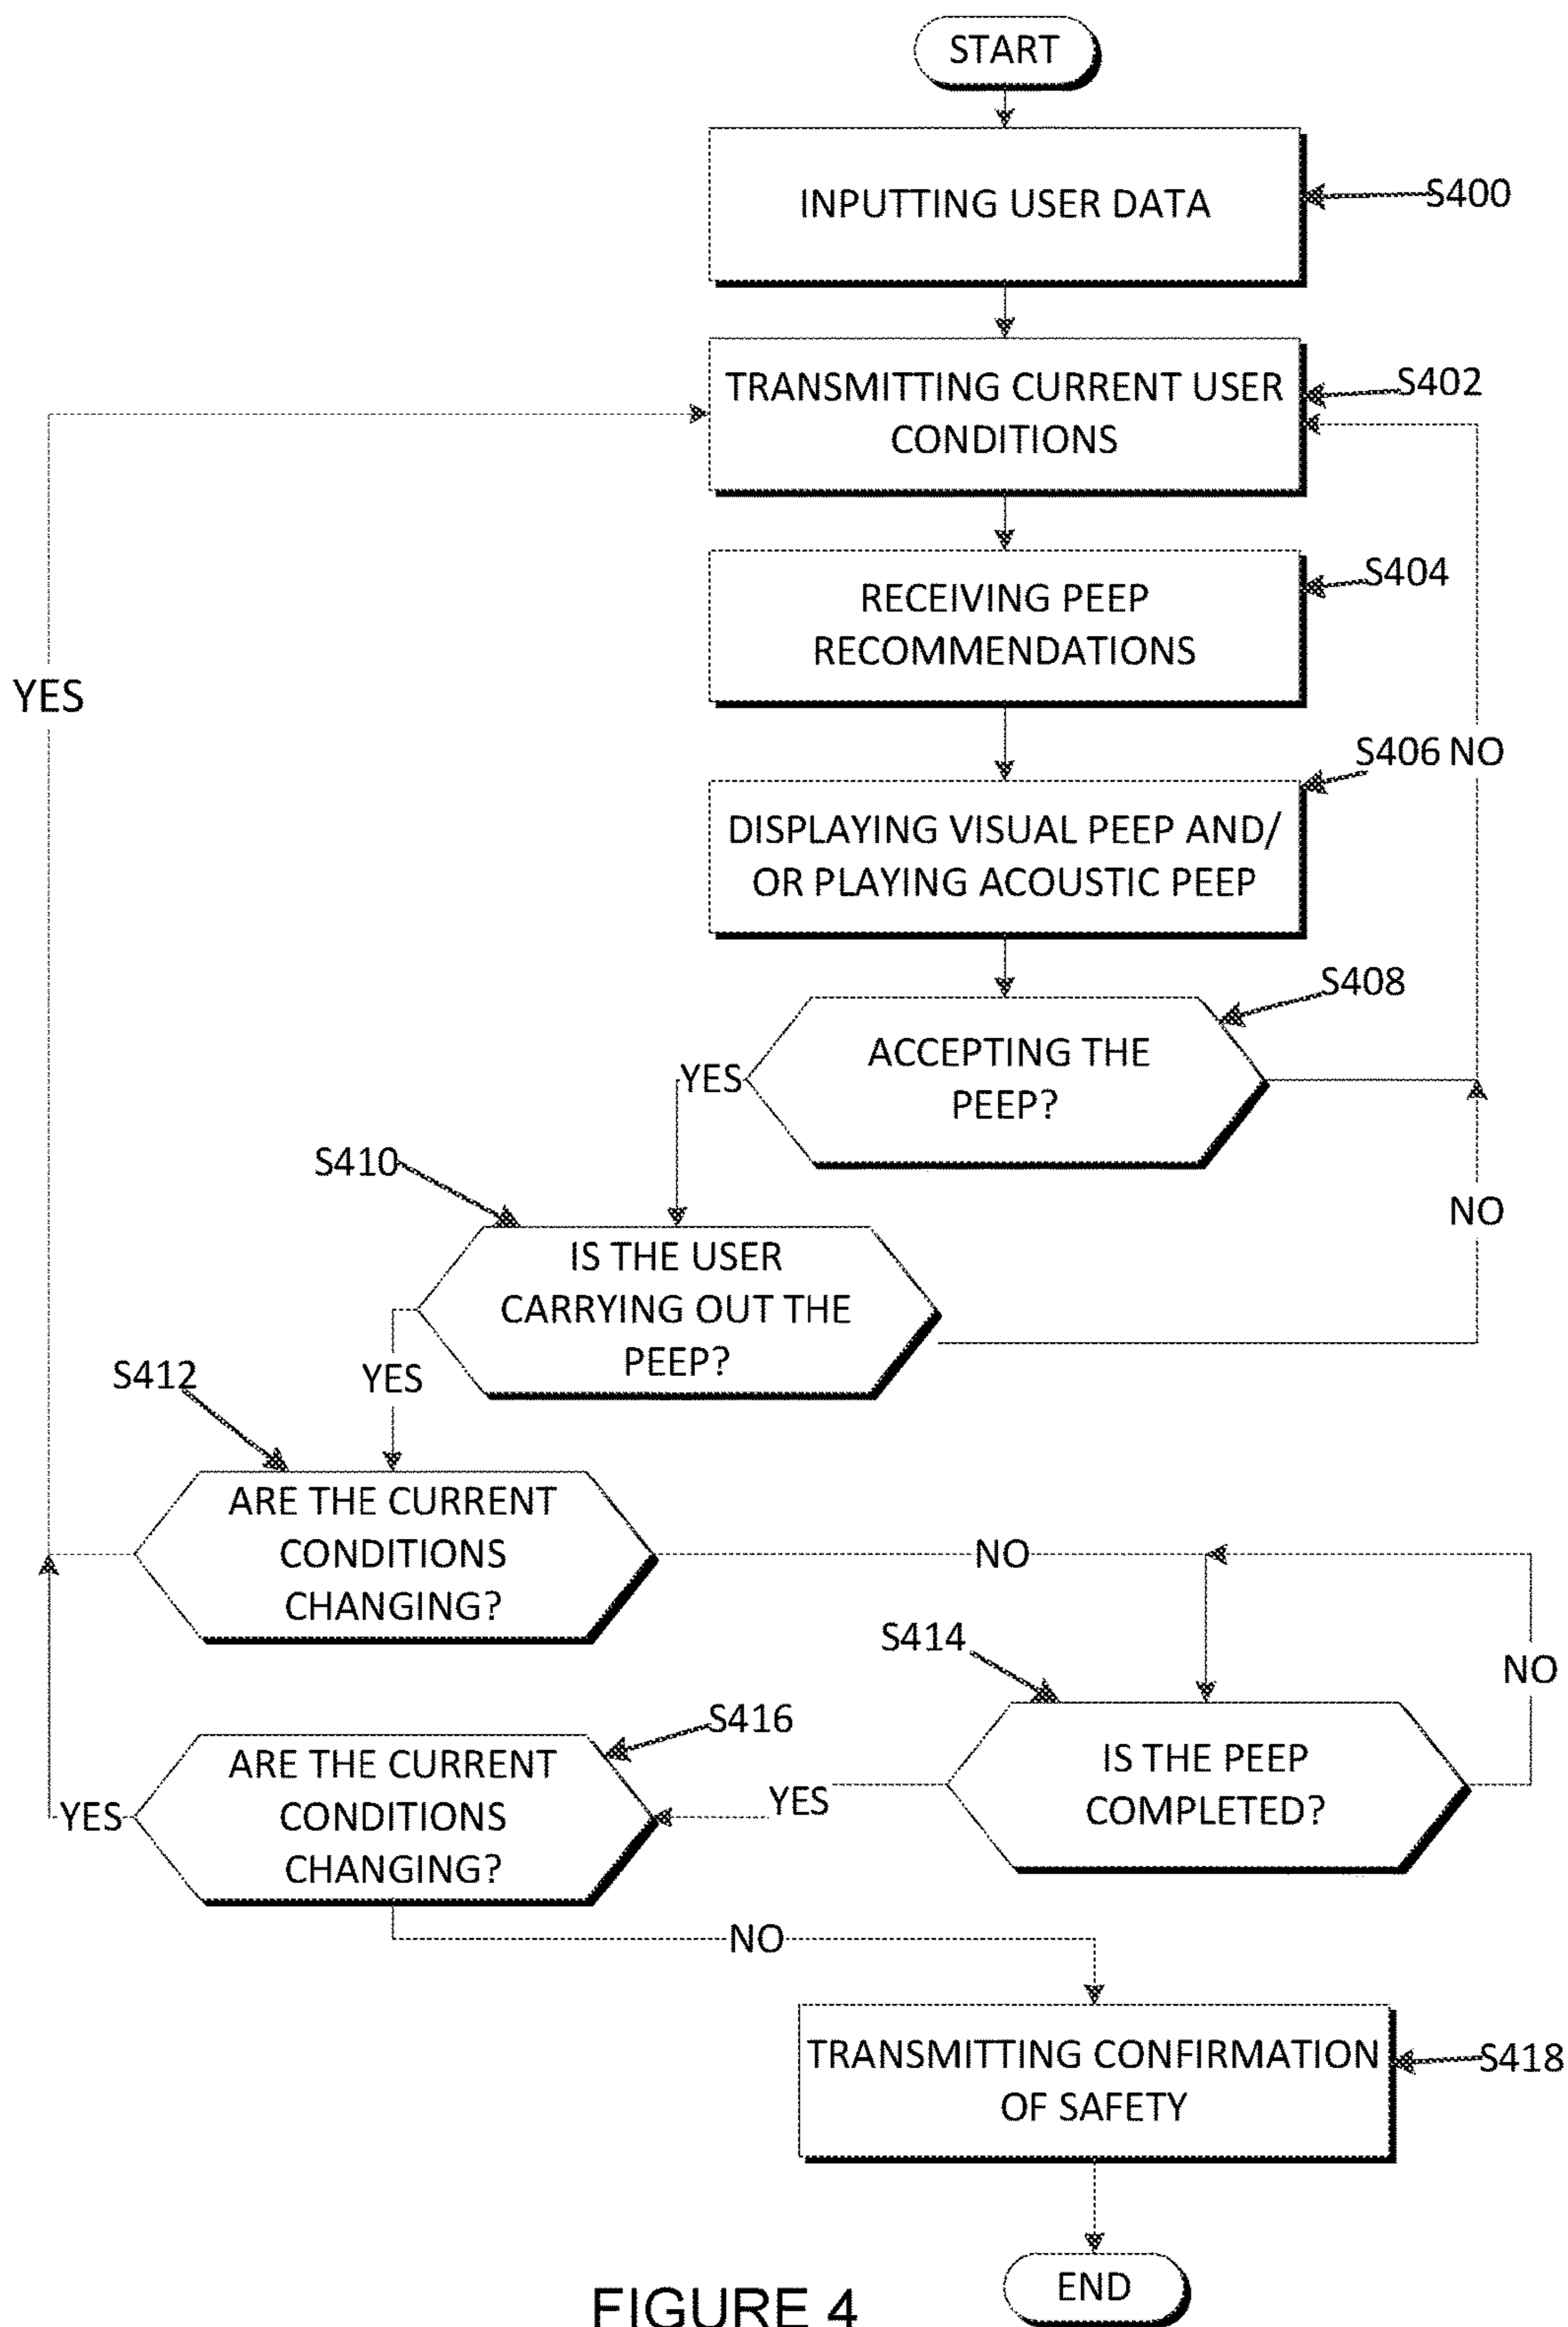 START
INPUTTING USER DATA
S400
TRANSMITTING CURRENT USER
CONDITIONS
S402
RECEIVING PEEP
RECOMMENDATIONS
S404
YES
S406 NO
DISPLAYING VISUAL PEEP AND/
OR PLAYING ACOUSTIC PEEP
S408
ACCEPTING THE
PEEP?
YES
S410
NO
IS THE USER
CARRYING OUT THE
PEEP?
S412
YES
ARE THE CURRENT
CONDITIONS
CHANGING?
NO
S414
NO
S416
IS THE PEEP
COMPLETED?
YES
ARE THE CURRENT
CONDITIONS
CHANGING?
YES
NO
TRANSMITTING CONFIRMATION
OF SAFETY
S418
END
FIGURE 4